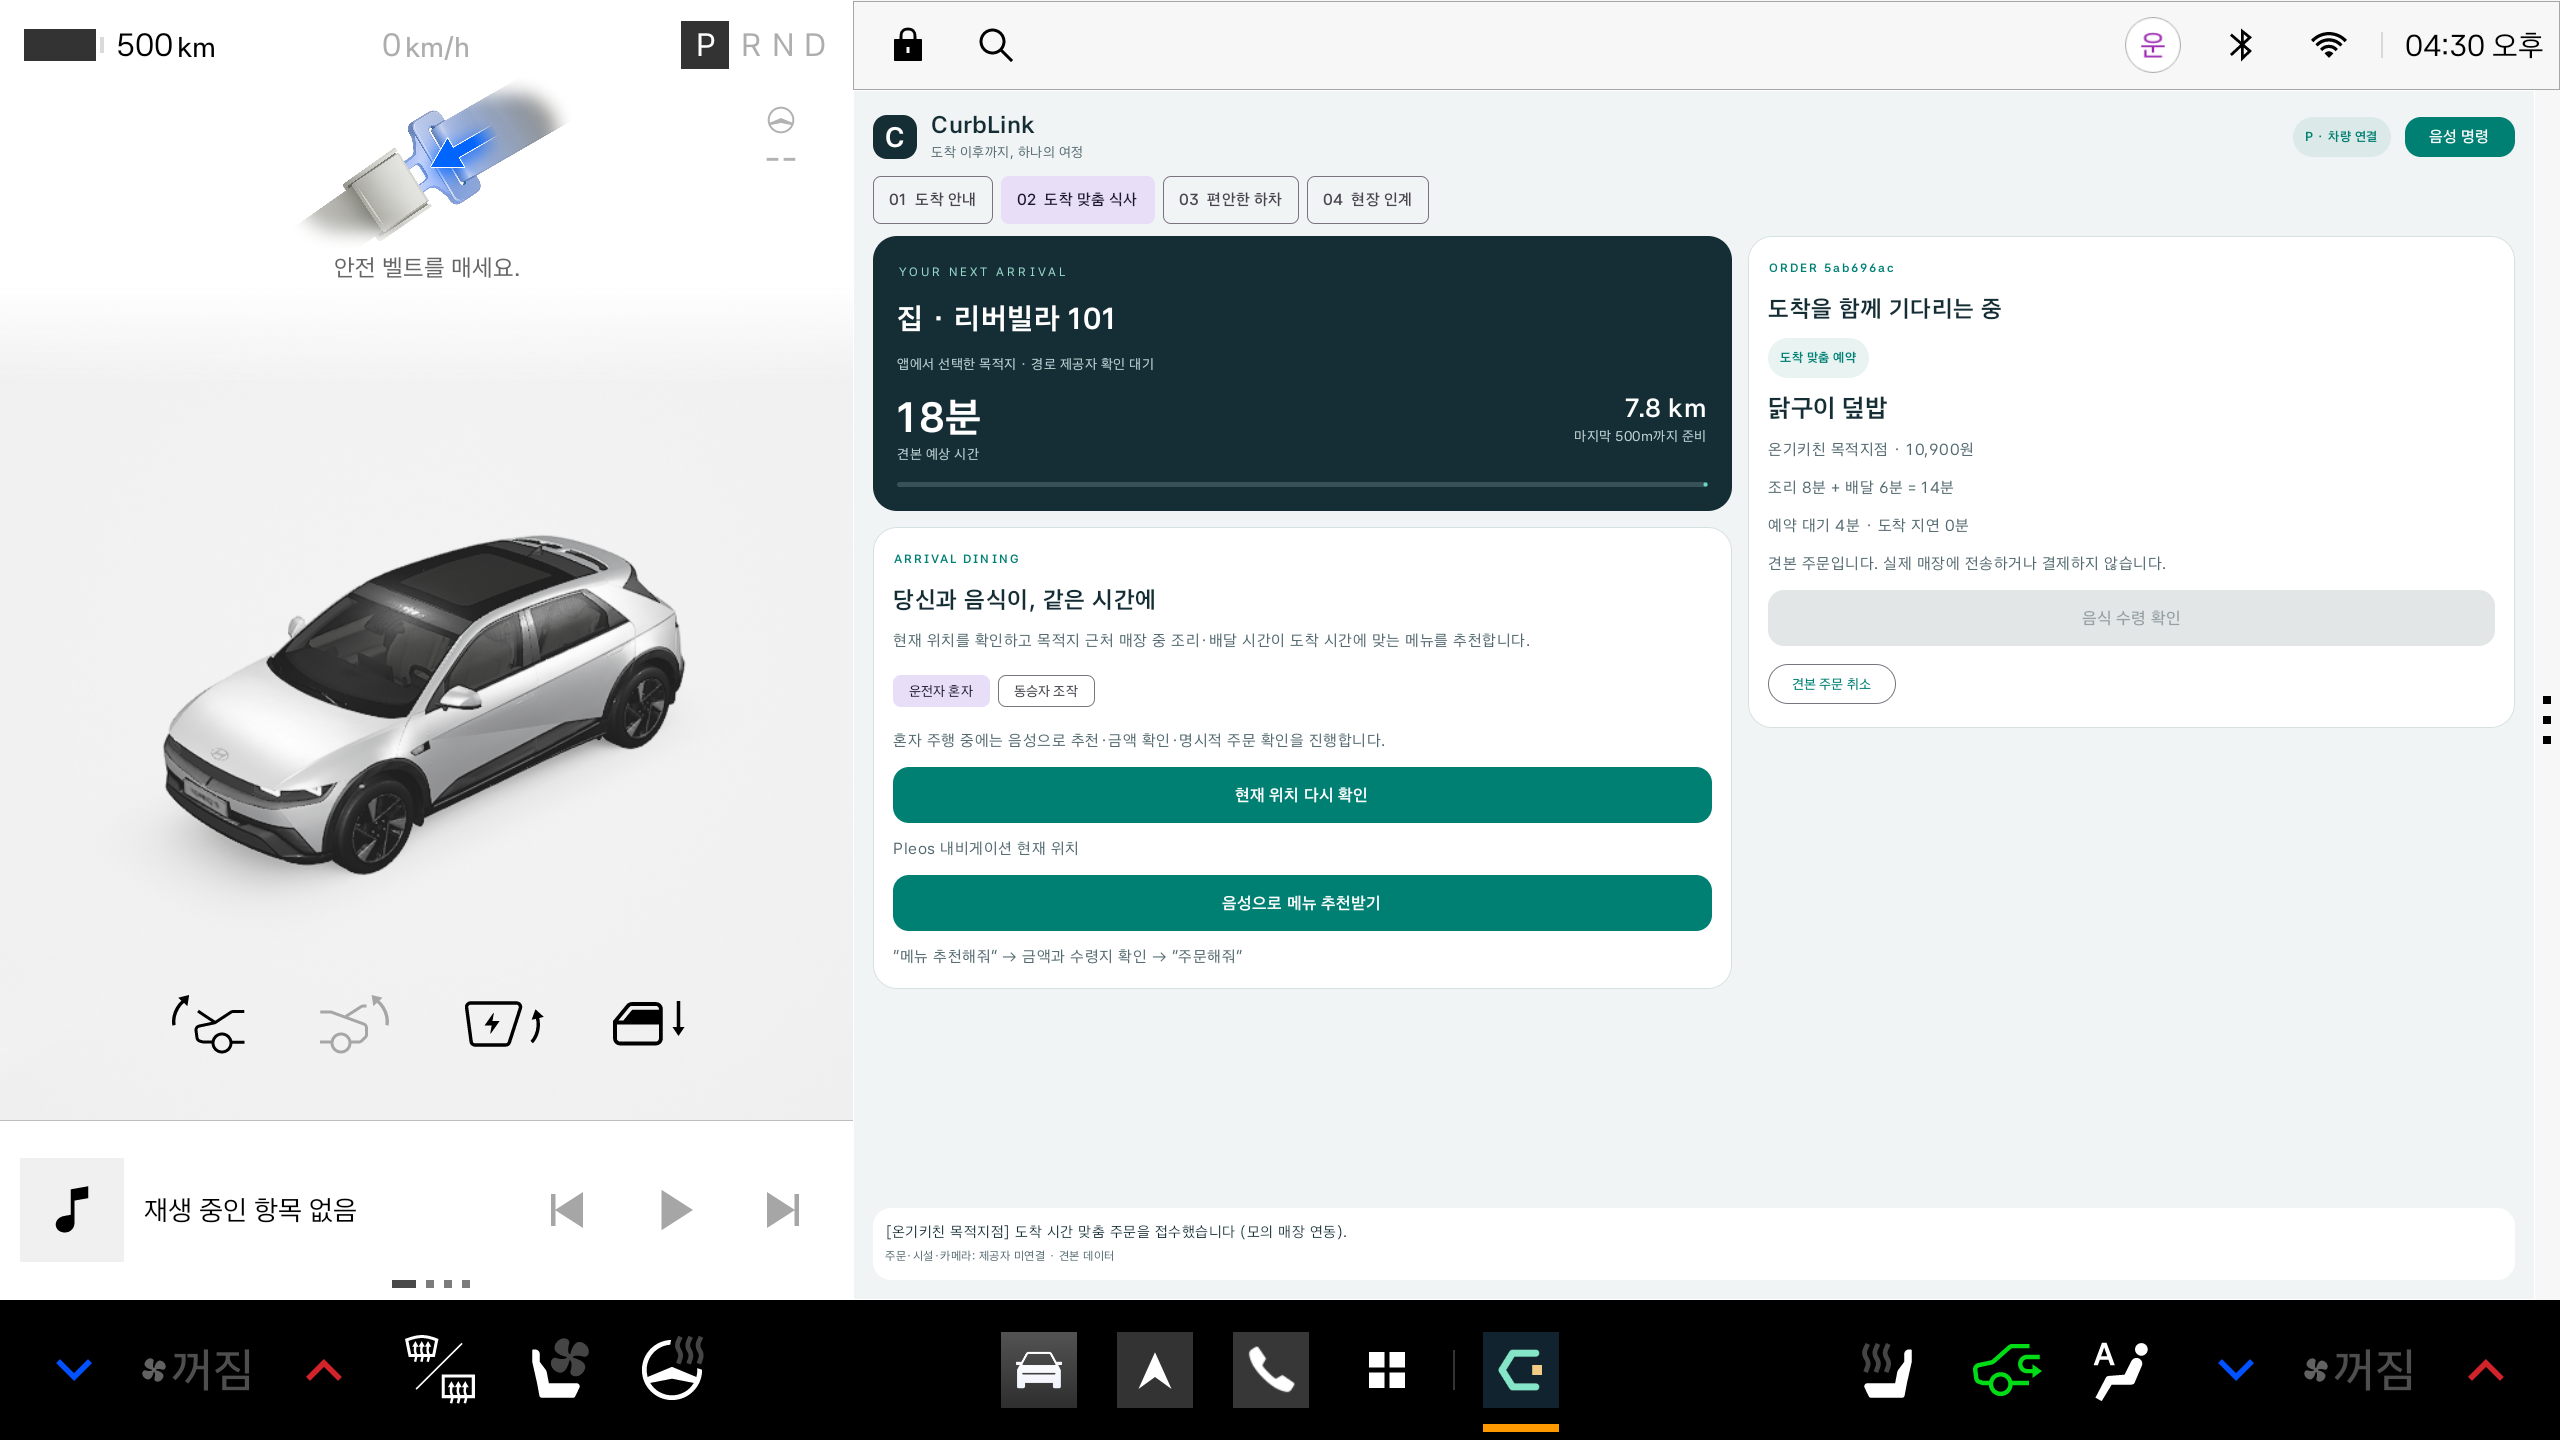 500 km
0 km/h
P R N D
안전 벨트를 매세요.
재생 중인 항목 없음
운
04:30 오후
C
CurbLink
도착 이후까지, 하나의 여정
P · 차량 연결
음성 명령
01 도착 안내
02 도착 맞춤 식사
03 편안한 하차
04 현장 인계
YOUR NEXT ARRIVAL
집 · 리버빌라 101
앱에서 선택한 목적지 · 경로 제공자 확인 대기
18분
견본 예상 시간
7.8 km
마지막 500m까지 준비
ARRIVAL DINING
당신과 음식이, 같은 시간에
현재 위치를 확인하고 목적지 근처 매장 중 조리·배달 시간이 도착 시간에 맞는 메뉴를 추천합니다.
운전자 혼자
동승자 조작
혼자 주행 중에는 음성으로 추천·금액 확인·명시적 주문 확인을 진행합니다.
현재 위치 다시 확인
Pleos 내비게이션 현재 위치
음성으로 메뉴 추천받기
"메뉴 추천해줘" → 금액과 수령지 확인 → "주문해줘"
ORDER 5ab696ac
도착을 함께 기다리는 중
도착 맞춤 예약
닭구이 덮밥
온기키친 목적지점 · 10,900원
조리 8분 + 배달 6분 = 14분
예약 대기 4분 · 도착 지연 0분
견본 주문입니다. 실제 매장에 전송하거나 결제하지 않습니다.
음식 수령 확인
견본 주문 취소
[온기키친 목적지점] 도착 시간 맞춤 주문을 접수했습니다 (모의 매장 연동).
주문·시설·카메라: 제공자 미연결 · 견본 데이터
꺼짐
A
꺼짐